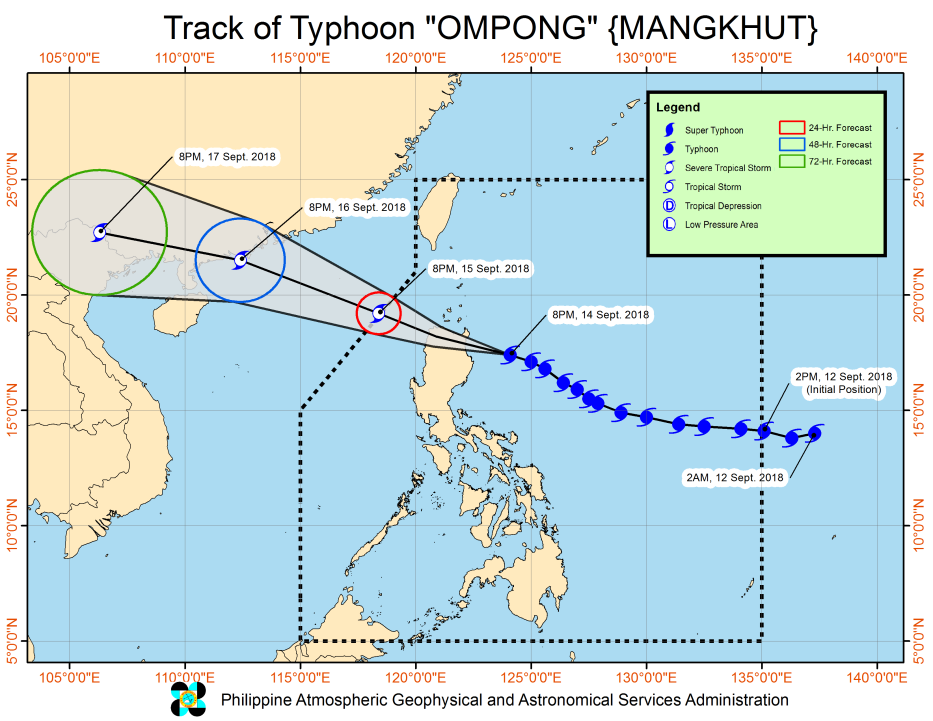 Track of Typhoon "OMPONG" {MANGKHUT}
105°0'0"E 110°0'0"E 115°0'0"E 120°0'0"E 125°0'0"E 130°0'0"E 135°0'0"E 140°0'0"E
Legend
Super Typhoon
Typhoon
Severe Tropical Storm
Tropical Storm
D Tropical Depression
L Low Pressure Area
24-Hr. Forecast
48-Hr. Forecast
72-Hr. Forecast
8PM, 17 Sept. 2018
8PM, 16 Sept. 2018
8PM, 15 Sept. 2018
8PM, 14 Sept. 2018
2PM, 12 Sept. 2018
(Initial Position)
2AM, 12 Sept. 2018
25°0'0"N
20°0'0"N
15°0'0"N
10°0'0"N
5°0'0"N
25°0'0"N
20°0'0"N
15°0'0"N
10°0'0"N
5°0'0"N
105°0'0"E 110°0'0"E 115°0'0"E 120°0'0"E 125°0'0"E 130°0'0"E 135°0'0"E 140°0'0"E
Philippine Atmospheric Geophysical and Astronomical Services Administration